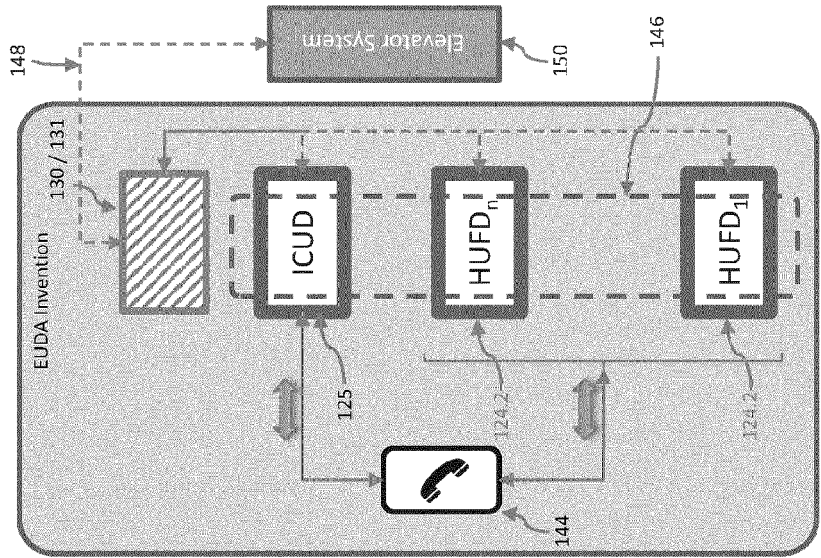 148
Elevator System
150
130 / 131
146
EUDA Invention
ICUD
HUFDn
HUFD1
125
124.2
124.2
144